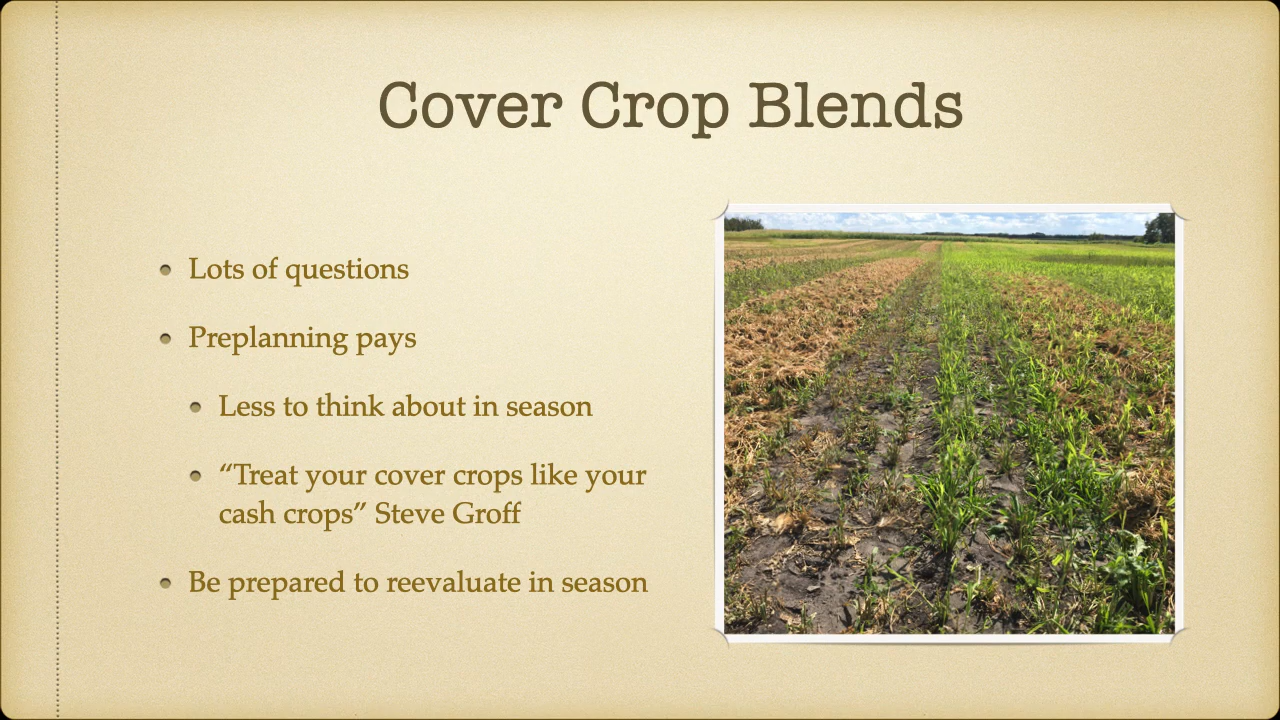 Cover Crop Blends
Lots of questions
Preplanning pays
Less to think about in season
“Treat your cover crops like your
cash crops” Steve Groff
Be prepared to reevaluate in season